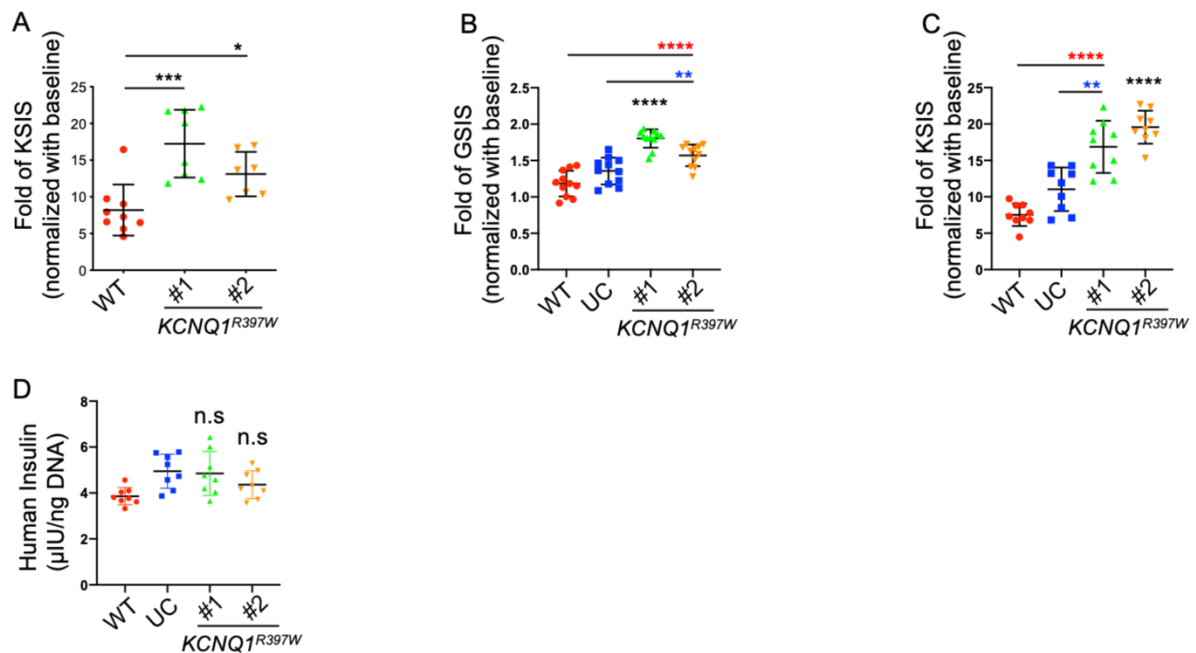 A
Fold of KSIS
(normalized with baseline)
25
20
15
10
5
0
*
***
WT
#1
#2
KCNQ1R397W
B
Fold of GSIS
(normalized with baseline)
2.5
2.0
1.5
1.0
0.5
0.0
****
**
****
WT
UC
#1
#2
KCNQ1R397W
C
Fold of KSIS
(normalized with baseline)
25
20
15
10
5
0
****
**
****
WT
UC
#1
#2
KCNQ1R397W
D
Human Insulin
(µIU/ng DNA)
8
6
4
2
0
n.s
n.s
WT
UC
#1
#2
KCNQ1R397W